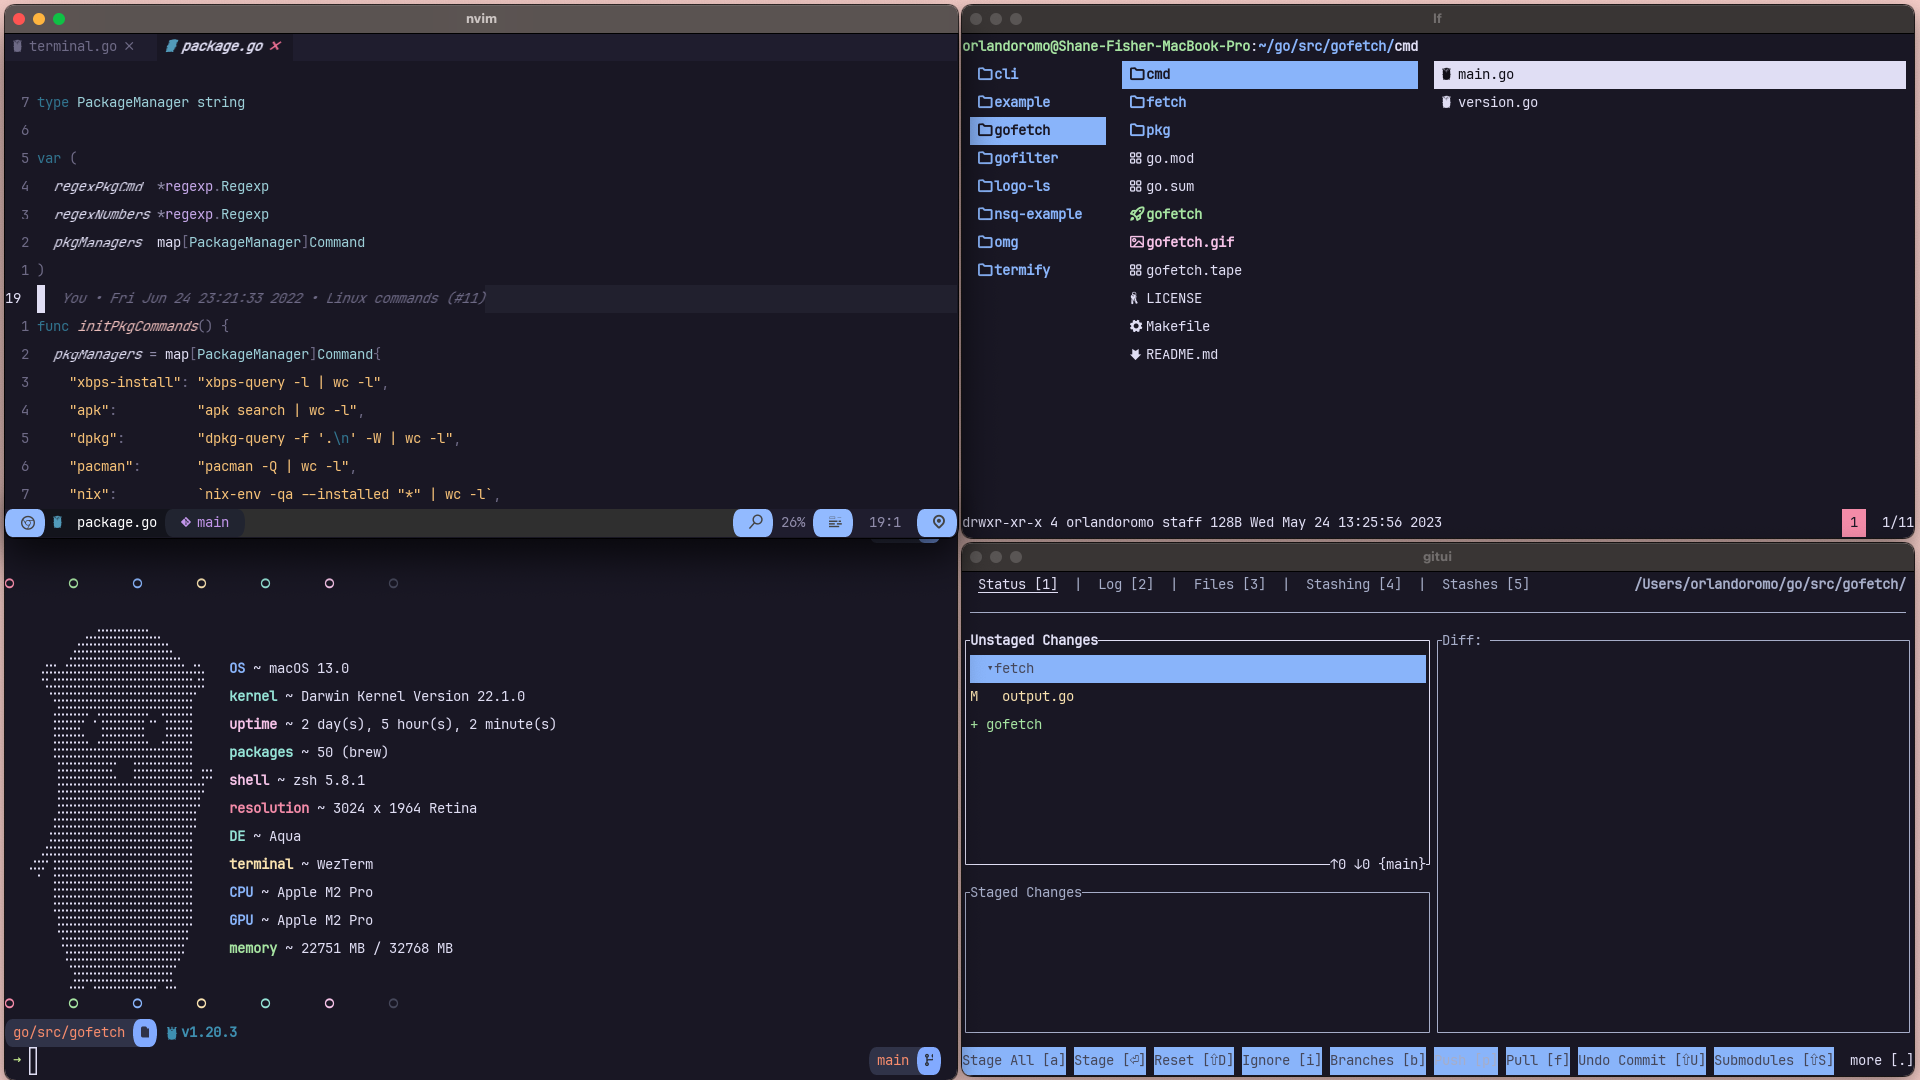 nvim
terminal.go ✕ package.go ✕
7 type PackageManager string
6
5 var (
4 regexPkgCmd *regexp.Regexp
3 regexNumbers *regexp.Regexp
2 pkgManagers map[PackageManager]Command
1 )
19 You • Fri Jun 24 23:21:33 2022 • Linux commands (#11)
1 func initPkgCommands() {
2 pkgManagers = map[PackageManager]Command{
3 "xbps-install": "xbps-query -l | wc -l",
4 "apk": "apk search | wc -l",
5 "dpkg": "dpkg-query -f '.\n' -W | wc -l",
6 "pacman": "pacman -Q | wc -l",
7 "nix": `nix-env -qa --installed "*" | wc -l`,
package.go main 26% 19:1
lf
orlandoromo@Shane-Fisher-MacBook-Pro:~/go/src/gofetch/cmd
cli cmd main.go
example fetch version.go
gofetch pkg
gofilter go.mod
logo-ls go.sum
nsq-example gofetch
omg gofetch.gif
termify gofetch.tape
LICENSE
Makefile
README.md
drwxr-xr-x 4 orlandoromo staff 128B Wed May 24 13:25:56 2023 1 1/11
OS ~ macOS 13.0
kernel ~ Darwin Kernel Version 22.1.0
uptime ~ 2 day(s), 5 hour(s), 2 minute(s)
packages ~ 50 (brew)
shell ~ zsh 5.8.1
resolution ~ 3024 x 1964 Retina
DE ~ Aqua
terminal ~ WezTerm
CPU ~ Apple M2 Pro
GPU ~ Apple M2 Pro
memory ~ 22751 MB / 32768 MB
go/src/gofetch v1.20.3
→ main
gitui
Status [1] | Log [2] | Files [3] | Stashing [4] | Stashes [5] /Users/orlandoromo/go/src/gofetch/
Unstaged Changes Diff:
▾fetch
M output.go
+ gofetch
↑0 ↓0 {main}
Staged Changes
Stage All [a] Stage [⏎] Reset [⇧D] Ignore [i] Branches [b] Pull [f] Undo Commit [⇧U] Submodules [⇧S] more [.]